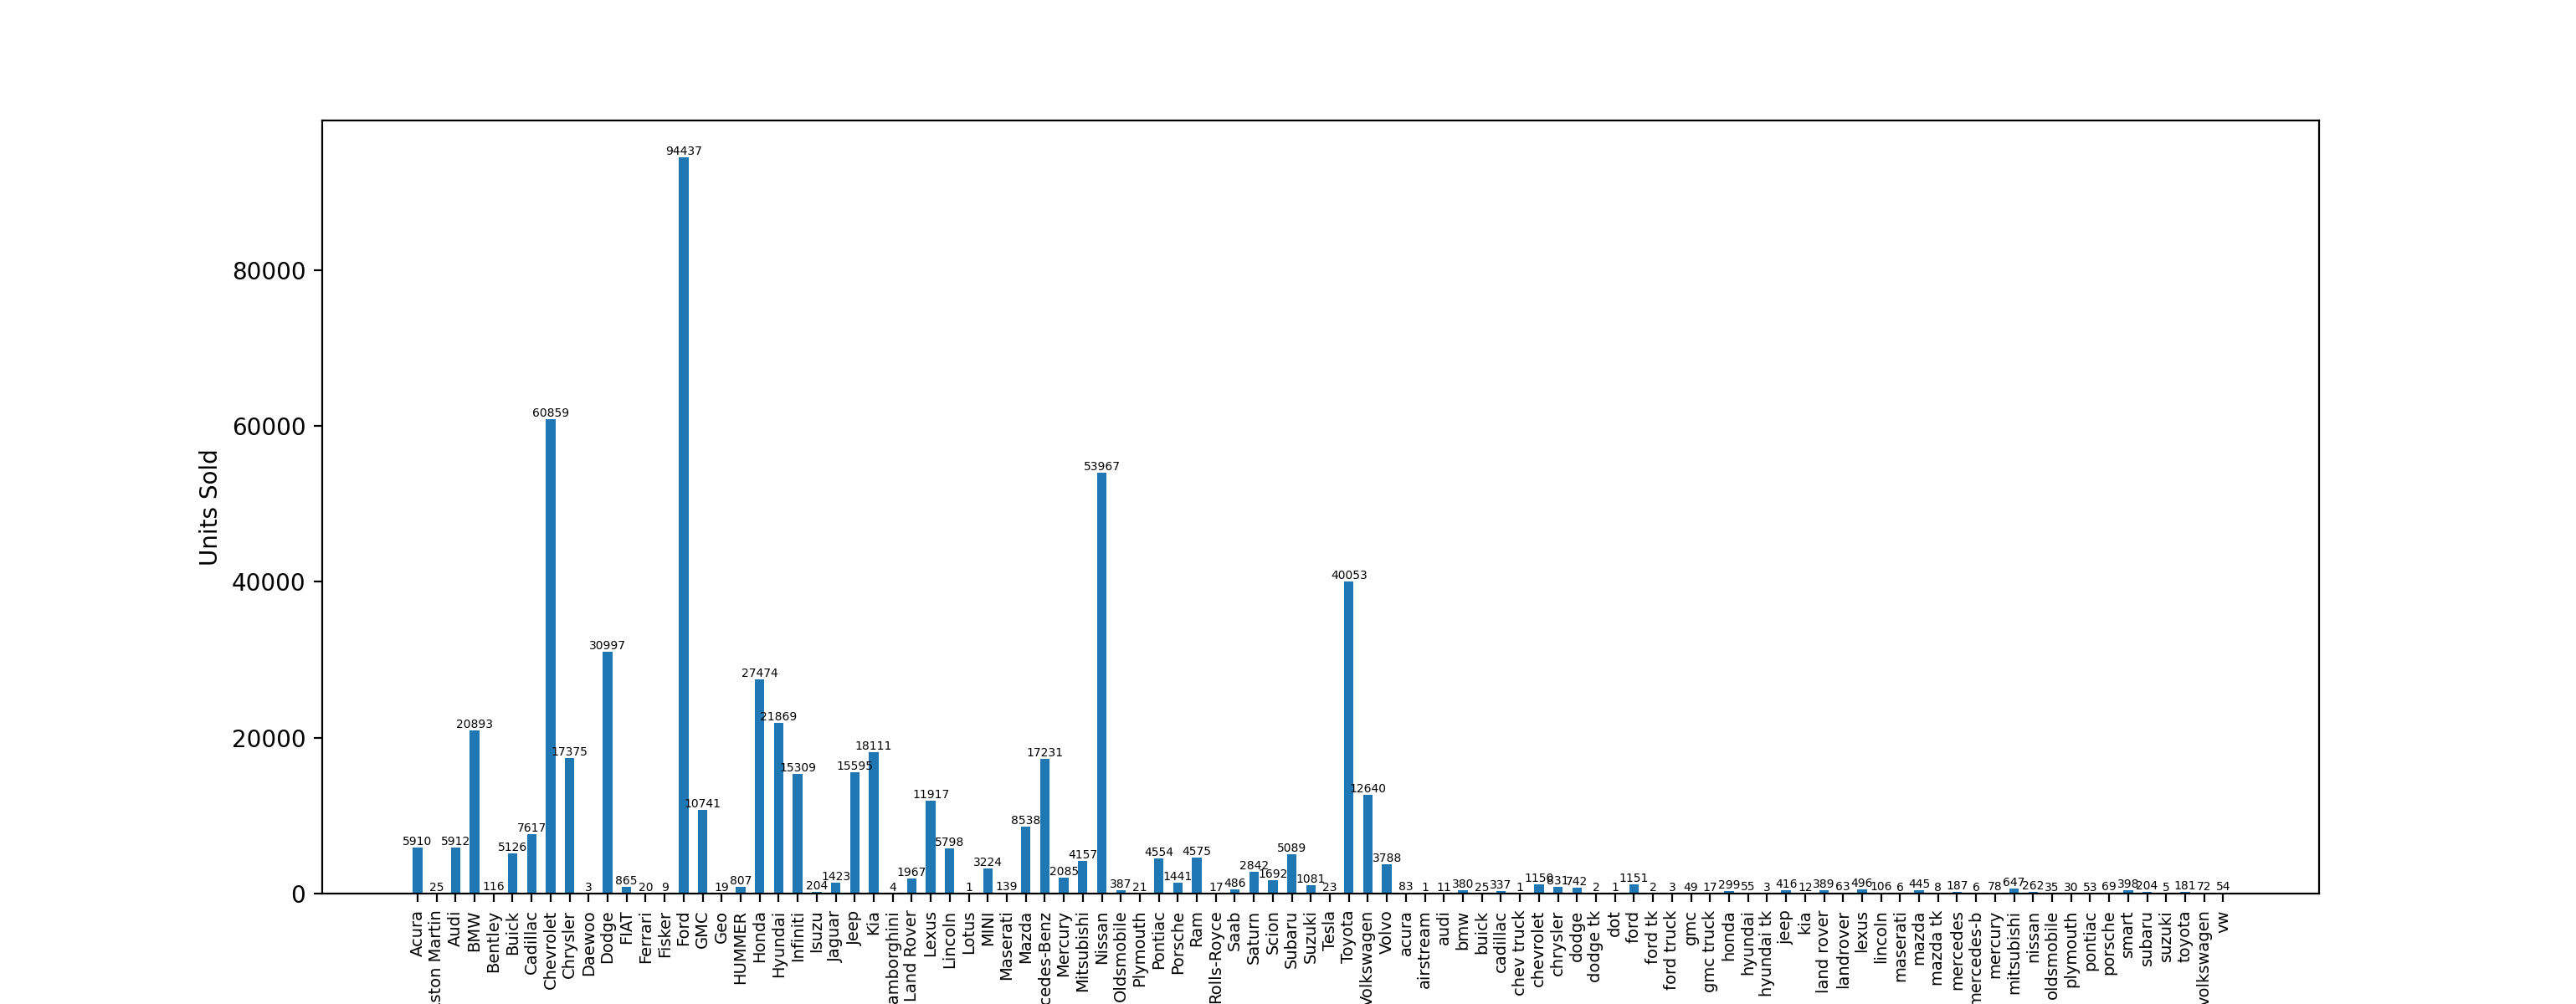 Units Sold
80000
60000
40000
20000
0
5910
25
5912
20893
116
5126
7617
60859
17375
3
30997
865
20
9
94437
10741
19
807
27474
21869
15309
204
1423
15595
18111
4
1967
11917
5798
1
3224
139
8538
17231
2085
4157
53967
387
21
4554
1441
4575
17
486
2842
1692
5089
1081
23
40053
12640
3788
83
1
11
380
25
337
1
1150
831
742
2
1
1151
2
3
49
17
299
55
3
416
12
389
63
496
106
6
445
8
187
6
78
647
262
35
30
53
69
398
204
5
181
72
54
Acura
ston Martin
Audi
BMW
Bentley
Buick
Cadillac
Chevrolet
Chrysler
Daewoo
Dodge
FIAT
Ferrari
Fisker
Ford
GMC
Geo
HUMMER
Honda
Hyundai
Infiniti
Isuzu
Jaguar
Jeep
Kia
amborghini
Land Rover
Lexus
Lincoln
Lotus
MINI
Maserati
Mazda
cedes-Benz
Mercury
Mitsubishi
Nissan
Oldsmobile
Plymouth
Pontiac
Porsche
Ram
Rolls-Royce
Saab
Saturn
Scion
Subaru
Suzuki
Tesla
Toyota
Volkswagen
Volvo
acura
airstream
audi
bmw
buick
cadillac
chev truck
chevrolet
chrysler
dodge
dodge tk
dot
ford
ford tk
ford truck
gmc
gmc truck
honda
hyundai
hyundai tk
jeep
kia
land rover
landrover
lexus
lincoln
maserati
mazda
mazda tk
mercedes
mercedes-b
mercury
mitsubishi
nissan
oldsmobile
plymouth
pontiac
porsche
smart
subaru
suzuki
toyota
volkswagen
vw